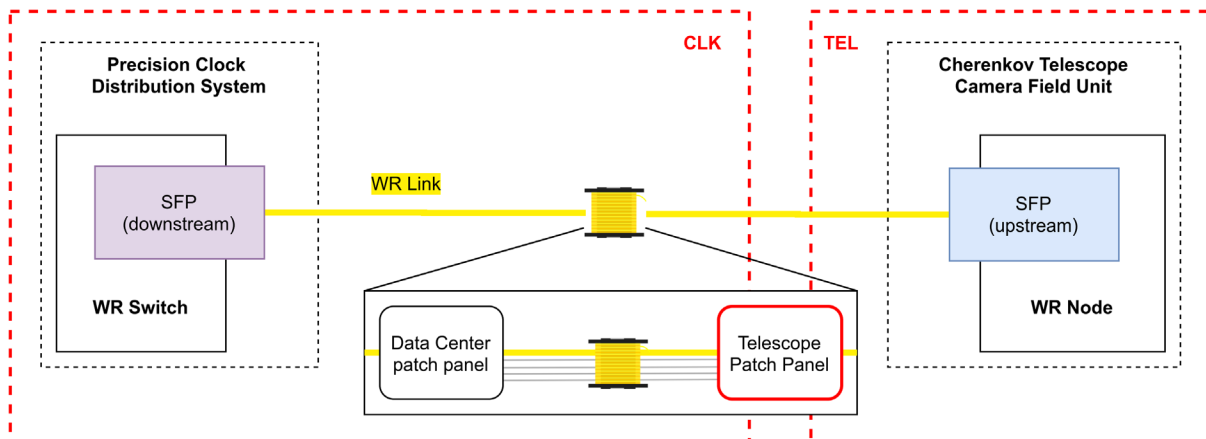 CLK
TEL
Precision Clock
Distribution System
Cherenkov Telescope
Camera Field Unit
WR Link
SFP
(downstream)
SFP
(upstream)
WR Switch
WR Node
Data Center
patch panel
Telescope
Patch Panel